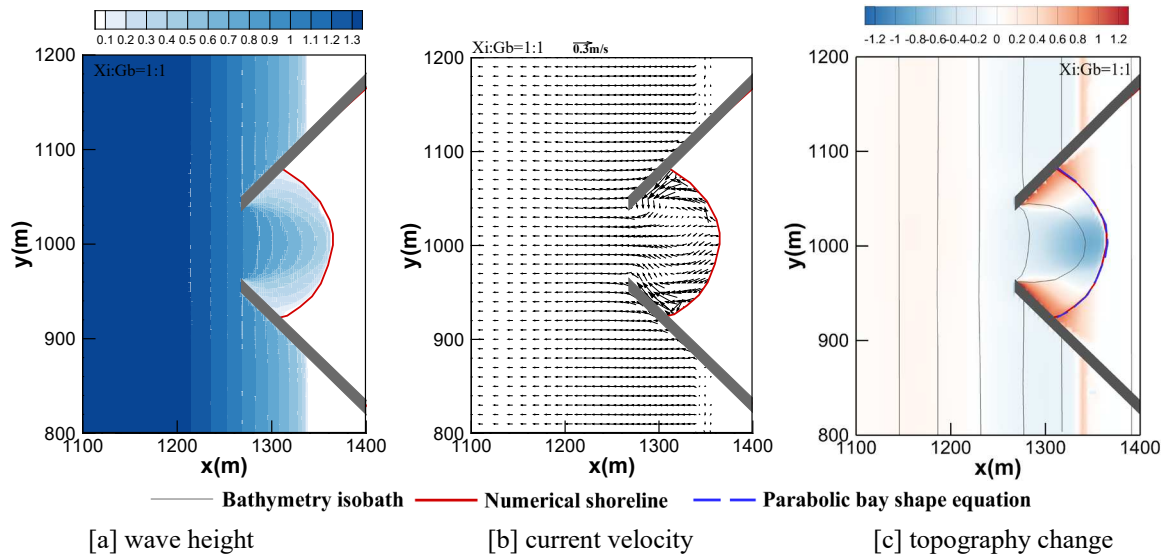 0.1 0.2 0.3 0.4 0.5 0.6 0.7 0.8 0.9 1 1.1 1.2 1.3
Xi:Gb=1:1
1200
1100
1000
900
800
y(m)
1100 1200 1300 1400
x(m)
Xi:Gb=1:1
0.3m/s
1200
1100
1000
900
800
y(m)
1100 1200 1300 1400
x(m)
-1.2 -1 -0.8 -0.6 -0.4 -0.2 0 0.2 0.4 0.6 0.8 1 1.2
Xi:Gb=1:1
1200
1100
1000
900
800
y(m)
1100 1200 1300 1400
x(m)
Bathymetry isobath Numerical shoreline Parabolic bay shape equation
[a] wave height [b] current velocity [c] topography change